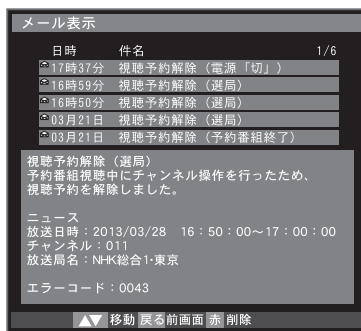 メール表示
日時 件名 1/6
17時37分 視聴予約解除（電源「切」）
16時59分 視聴予約解除（選局）
16時50分 視聴予約解除（選局）
03月21日 視聴予約解除（選局）
03月21日 視聴予約解除（予約番組終了）
視聴予約解除（選局）
予約番組視聴中にチャンネル操作を行ったため、
視聴予約を解除しました。
ニュース
放送日時：2013/03/28 16：50：00～17：00：00
チャンネル：011
放送局名：NHK総合1・東京
エラーコード：0043
▲▼ 移動 戻る 前画面 赤 削除